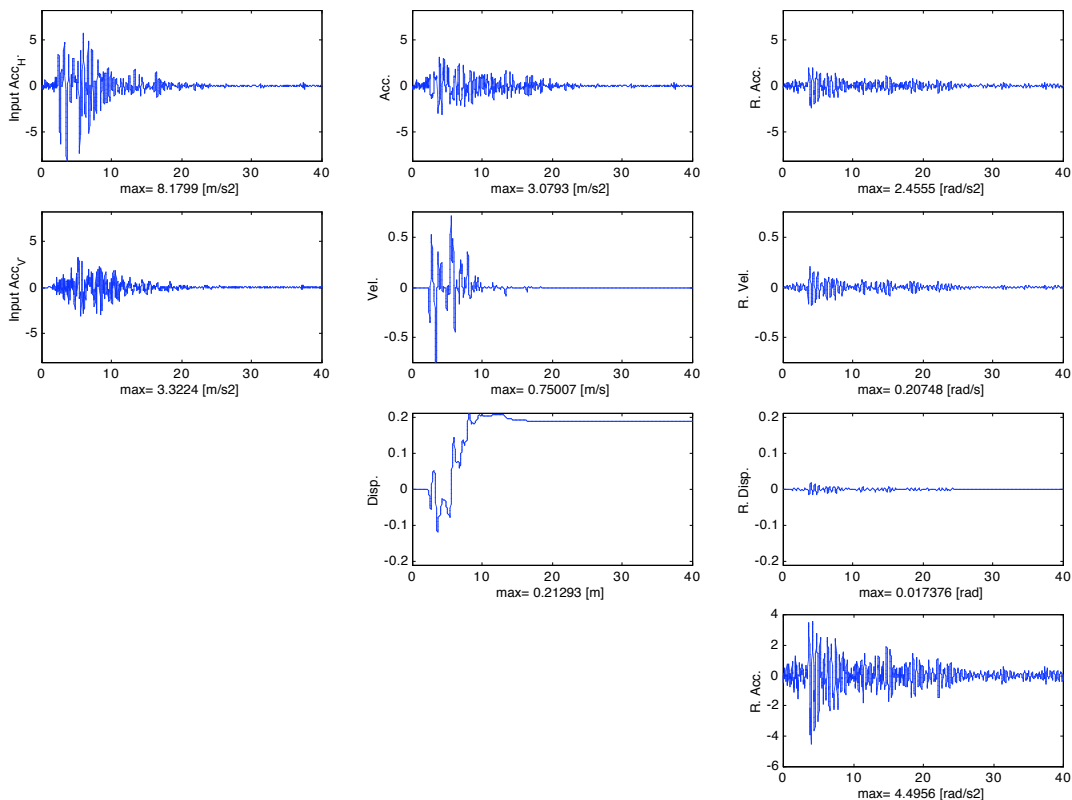 5
0
-5
Input Acc_H.
0 10 20 30 40
max= 8.1799 [m/s2]
5
0
-5
Acc.
0 10 20 30 40
max= 3.0793 [m/s2]
5
0
-5
R. Acc.
0 10 20 30 40
max= 2.4555 [rad/s2]
5
0
-5
Input Acc_V
0 10 20 30 40
max= 3.3224 [m/s2]
0.5
0
-0.5
Vel.
0 10 20 30 40
max= 0.75007 [m/s]
0.5
0
-0.5
R. Vel.
0 10 20 30 40
max= 0.20748 [rad/s]
0.2
0.1
0
-0.1
-0.2
Disp.
0 10 20 30 40
max= 0.21293 [m]
0.2
0.1
0
-0.1
-0.2
R. Disp.
0 10 20 30 40
max= 0.017376 [rad]
4
2
0
-2
-4
-6
R. Acc.
0 10 20 30 40
max= 4.4956 [rad/s2]